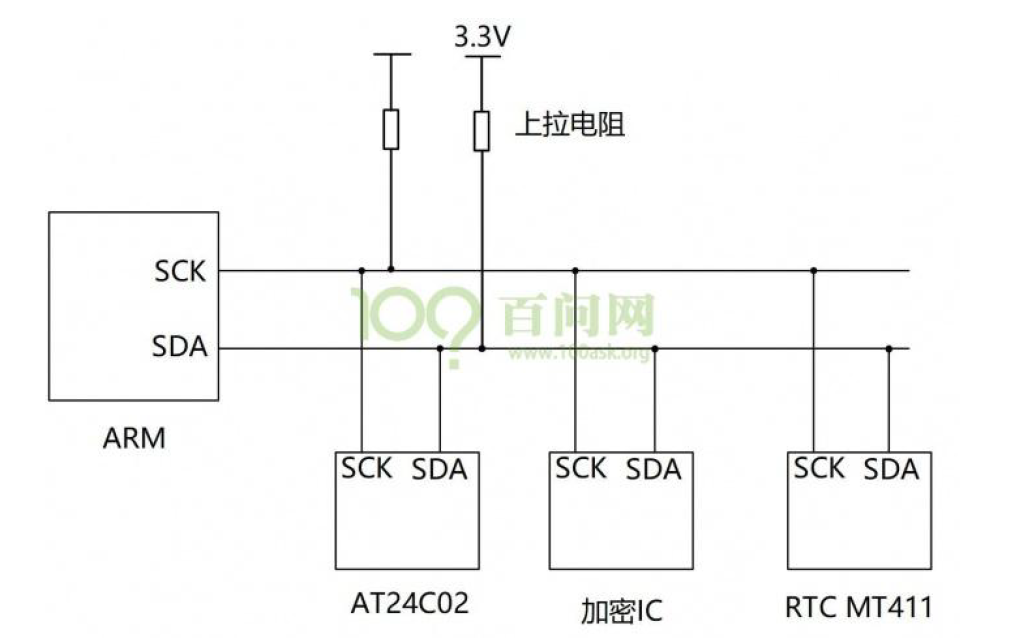 3.3V
上拉电阻
SCK
100? 百问网
www.100ask.org
SDA
ARM
SCK SDA
SCK SDA
SCK SDA
AT24C02
加密IC
RTC MT411